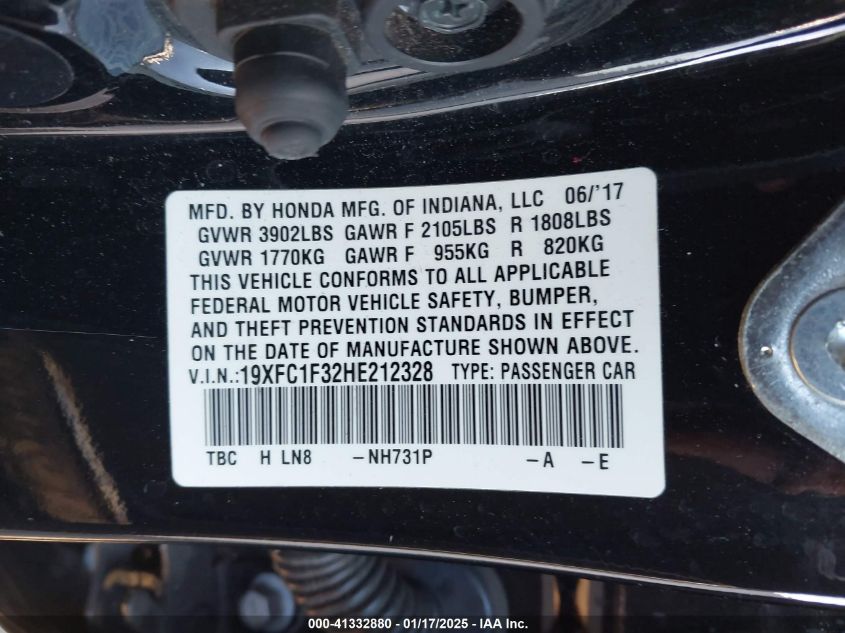 MFD. BY HONDA MFG. OF INDIANA, LLC 06/'17
GVWR 3902LBS GAWR F 2105LBS R 1808LBS
GVWR 1770KG GAWR F 955KG R 820KG
THIS VEHICLE CONFORMS TO ALL APPLICABLE
FEDERAL MOTOR VEHICLE SAFETY, BUMPER,
AND THEFT PREVENTION STANDARDS IN EFFECT
ON THE DATE OF MANUFACTURE SHOWN ABOVE.
V.I.N.:19XFC1F32HE212328 TYPE: PASSENGER CAR
TBC H LN8 -NH731P -A -E
000-41332880 - 01/17/2025 - IAA, Inc.